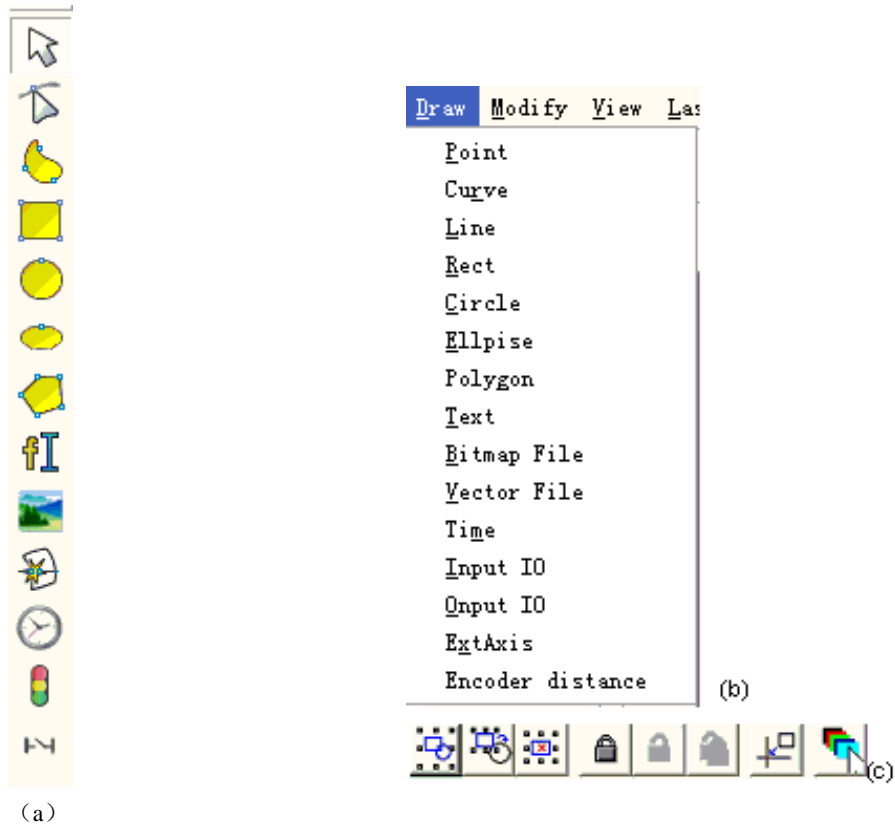 Draw Modify View Las
Point
Curve
Line
Rect
Circle
Ellpise
Polygon
Text
Bitmap File
Vector File
Time
Input IO
Onput IO
ExtAxis
Encoder distance
(b)
(c)
（a）